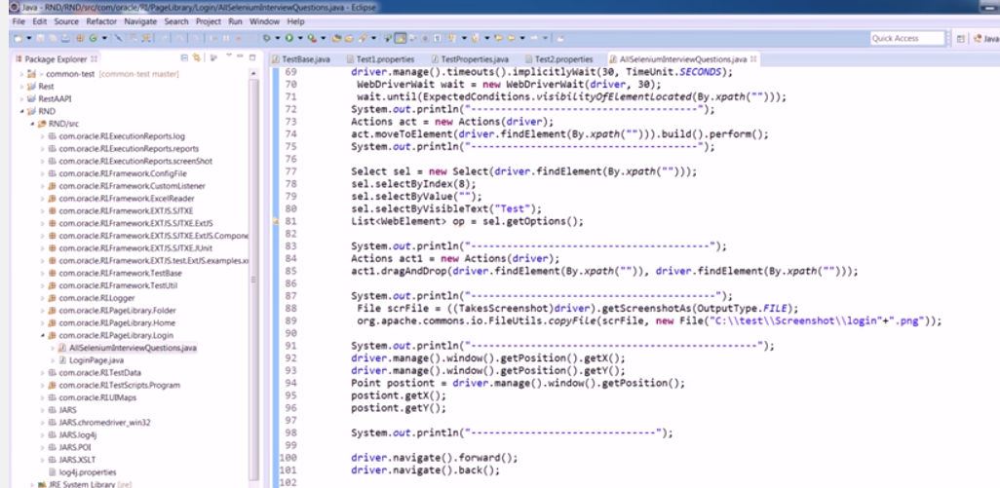 Java - RND/RND/src/com/oracle/RI/PageLibrary/Login/AllSeleniumInterviewQuestions.java - Eclipse
File Edit Source Refactor Navigate Search Project Run Window Help
Quick Access
Java
Package Explorer
TestBase.java Test1.properties TestProperties.java Test2.properties AllSeleniumInterviewQuestions.java
> common-test [common-test master]
Rest
RestAAPI
RND
RND/src
com.oracle.RI.ExecutionReports.log
com.oracle.RI.ExecutionReports.reports
com.oracle.RI.ExecutionReports.screenShot
com.oracle.RI.Framework.ConfigFile
com.oracle.RI.Framework.CustomListener
com.oracle.RI.Framework.ExcelReader
com.oracle.RI.Framework.EXTJS.SJTXE
com.oracle.RI.Framework.EXTJS.SJTXE.ExtJS
com.oracle.RI.Framework.EXTJS.SJTXE.ExtJS.Compone
com.oracle.RI.Framework.EXTJS.SJTXE.JUnit
com.oracle.RI.Framework.EXTJS.test.ExtJS.examples.xr
com.oracle.RI.Framework.TestBase
com.oracle.RI.Framework.TestUtil
com.oracle.RI.Logger
com.oracle.RI.PageLibrary.Folder
com.oracle.RI.PageLibrary.Home
com.oracle.RI.PageLibrary.Login
AllSeleniumInterviewQuestions.java
LoginPage.java
com.oracle.RI.TestData
com.oracle.RI.TestScripts.Program
com.oracle.RI.UIMaps
JARS
JARS.chromedriver_win32
JARS.log4j
JARS.POI
JARS.XSLT
log4j.properties
JRE System Library [jre]
69 driver.manage().timeouts().implicitlyWait(30, TimeUnit.SECONDS);
70 WebDriverWait wait = new WebDriverWait(driver, 30);
71 wait.until(ExpectedConditions.visibilityOfElementLocated(By.xpath("")));
72 System.out.println("-----------------------------------");
73 Actions act = new Actions(driver);
74 act.moveToElement(driver.findElement(By.xpath(""))).build().perform();
75 System.out.println("-----------------------------------");
76
77 Select sel = new Select(driver.findElement(By.xpath("")));
78 sel.selectByIndex(8);
79 sel.selectByValue("");
80 sel.selectByVisibleText("Test");
81 List<WebElement> op = sel.getOptions();
82
83 System.out.println("-------------------------------------");
84 Actions act1 = new Actions(driver);
85 act1.dragAndDrop(driver.findElement(By.xpath("")), driver.findElement(By.xpath("")));
86
87 System.out.println("--------------------------------------");
88 File scrFile = ((TakesScreenshot)driver).getScreenshotAs(OutputType.FILE);
89 org.apache.commons.io.FileUtils.copyFile(scrFile, new File("C:\\test\\Screenshot\\login"+".png"));
90
91 System.out.println("--------------------------------------------");
92 driver.manage().window().getPosition().getX();
93 driver.manage().window().getPosition().getY();
94 Point postiont = driver.manage().window().getPosition();
95 postiont.getX();
96 postiont.getY();
97
98 System.out.println("-----------------------------");
99
100 driver.navigate().forward();
101 driver.navigate().back();
102